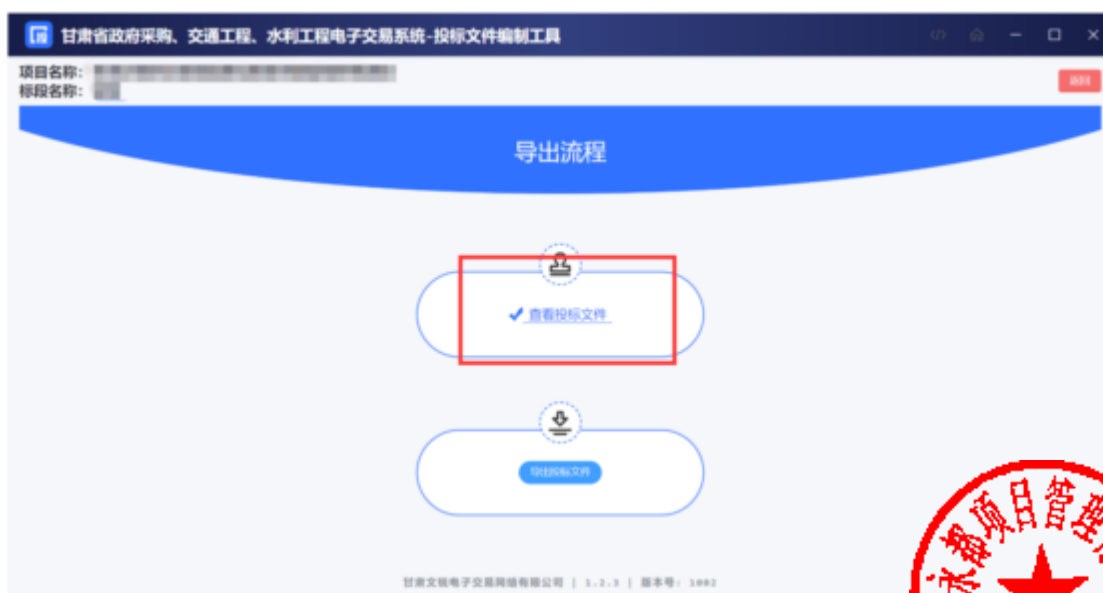 甘肃省政府采购、交通工程、水利工程电子交易系统-投标文件编制工具
项目名称：
标段名称：
返回
导出流程
查看投标文件
导出投标文件
甘肃文锐电子交易网络有限公司 | 1.2.3 | 版本号: 1002
项目管理